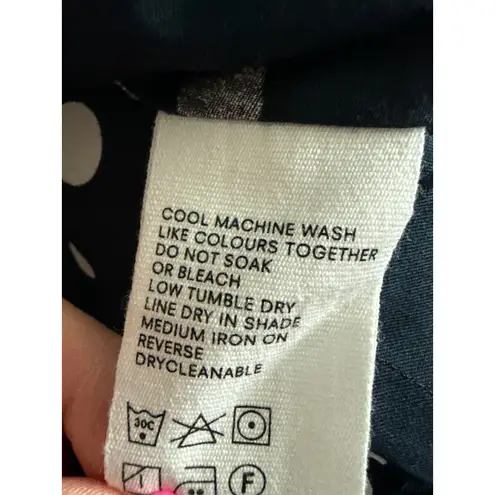 COOL MACHINE WASH
LIKE COLOURS TOGETHER
DO NOT SOAK
OR BLEACH
LOW TUMBLE DRY
LINE DRY IN SHADE
MEDIUM IRON ON
REVERSE
DRYCLEANABLE
30C
F